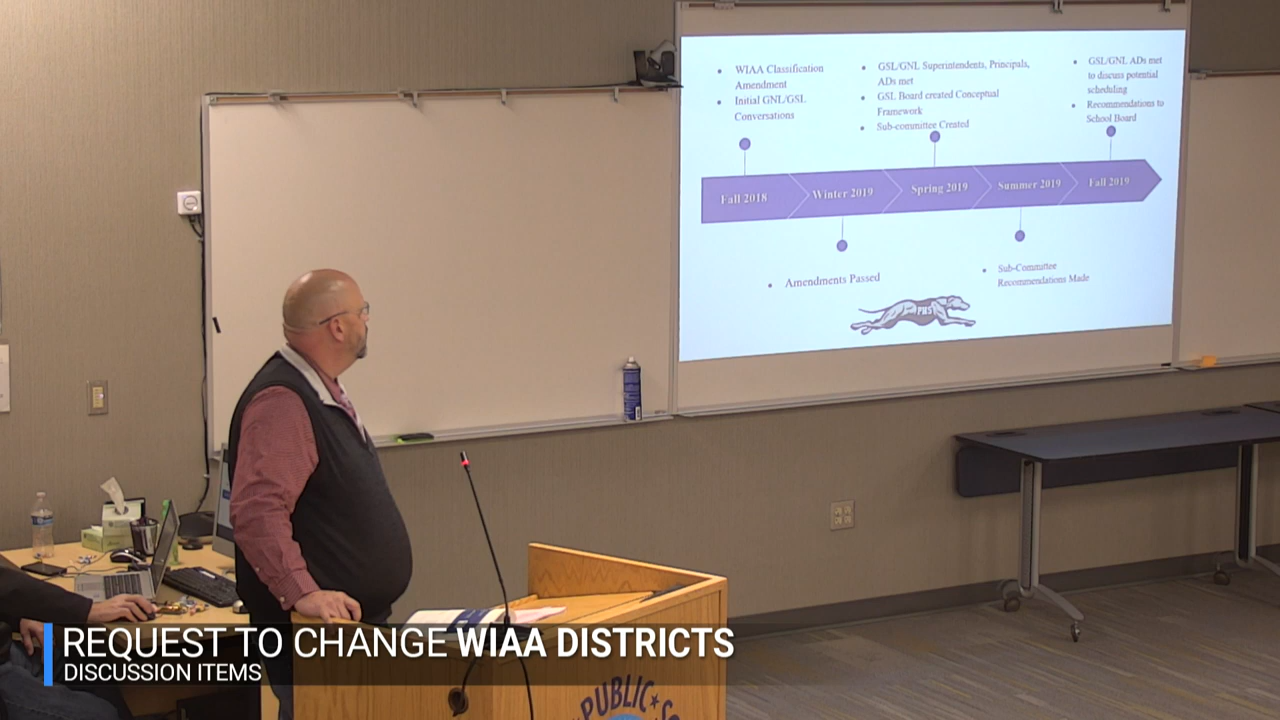 • WIAA Classification
Amendment
• Initial GNL/GSL
Conversations
• GSL/GNL Superintendents, Principals,
ADs met
• GSL Board created Conceptual
Framework
• Sub-committee Created
• GSL/GNL ADs met
to discuss potential
scheduling
• Recommendations to
School Board
Fall 2018
Winter 2019
Spring 2019
Summer 2019
Fall 2019
• Amendments Passed
• Sub-Committee
Recommendations Made
PHS
REQUEST TO CHANGE WIAA DISTRICTS
DISCUSSION ITEMS
PUBLIC